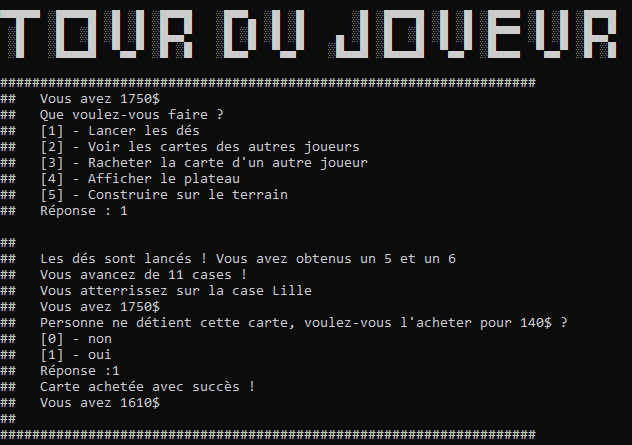 TOUR DU JOUEUR
###################################################################
##   Vous avez 1750$
##   Que voulez-vous faire ?
##   [1] - Lancer les dés
##   [2] - Voir les cartes des autres joueurs
##   [3] - Racheter la carte d'un autre joueur
##   [4] - Afficher le plateau
##   [5] - Construire sur le terrain
##   Réponse : 1
##
##   Les dés sont lancés ! Vous avez obtenus un 5 et un 6
##   Vous avancez de 11 cases !
##   Vous atterrissez sur la case Lille
##   Vous avez 1750$
##   Personne ne détient cette carte, voulez-vous l'acheter pour 140$ ?
##   [0] - non
##   [1] - oui
##   Réponse :1
##   Carte achetée avec succès !
##   Vous avez 1610$
##
###################################################################